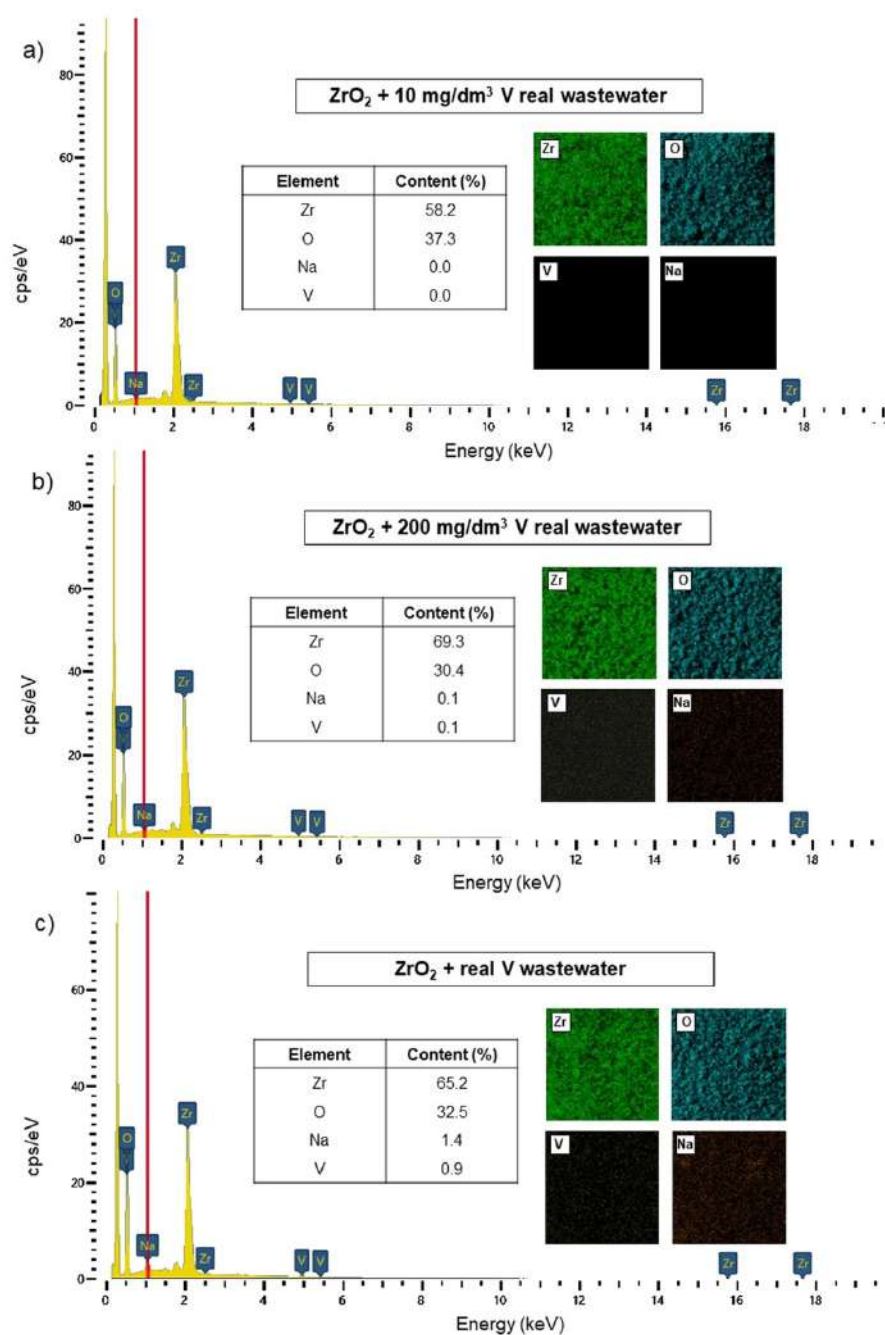 a)
ZrO₂ + 10 mg/dm³ V real wastewater
Element Content (%)
Zr 58.2
O 37.3
Na 0.0
V 0.0
Zr O
V Na
cps/eV
80
60
40
20
0
O
V
Na
Zr
Zr
V V
Zr Zr
0 2 4 6 8 10 12 14 16 18
Energy (keV) Energy (keV)
b)
ZrO₂ + 200 mg/dm³ V real wastewater
Element Content (%)
Zr 69.3
O 30.4
Na 0.1
V 0.1
Zr O
V Na
cps/eV
80
60
40
20
0
O
Na
Zr
Zr
V V
Zr Zr
0 2 4 6 8 10 12 14 16 18
Energy (keV) Energy (keV)
c)
ZrO₂ + real V wastewater
Element Content (%)
Zr 65.2
O 32.5
Na 1.4
V 0.9
Zr O
V Na
cps/eV
60
40
20
0
O
Na
Zr
Zr
V V
Zr Zr
0 2 4 6 8 10 12 14 16 18
Energy (keV) Energy (keV)